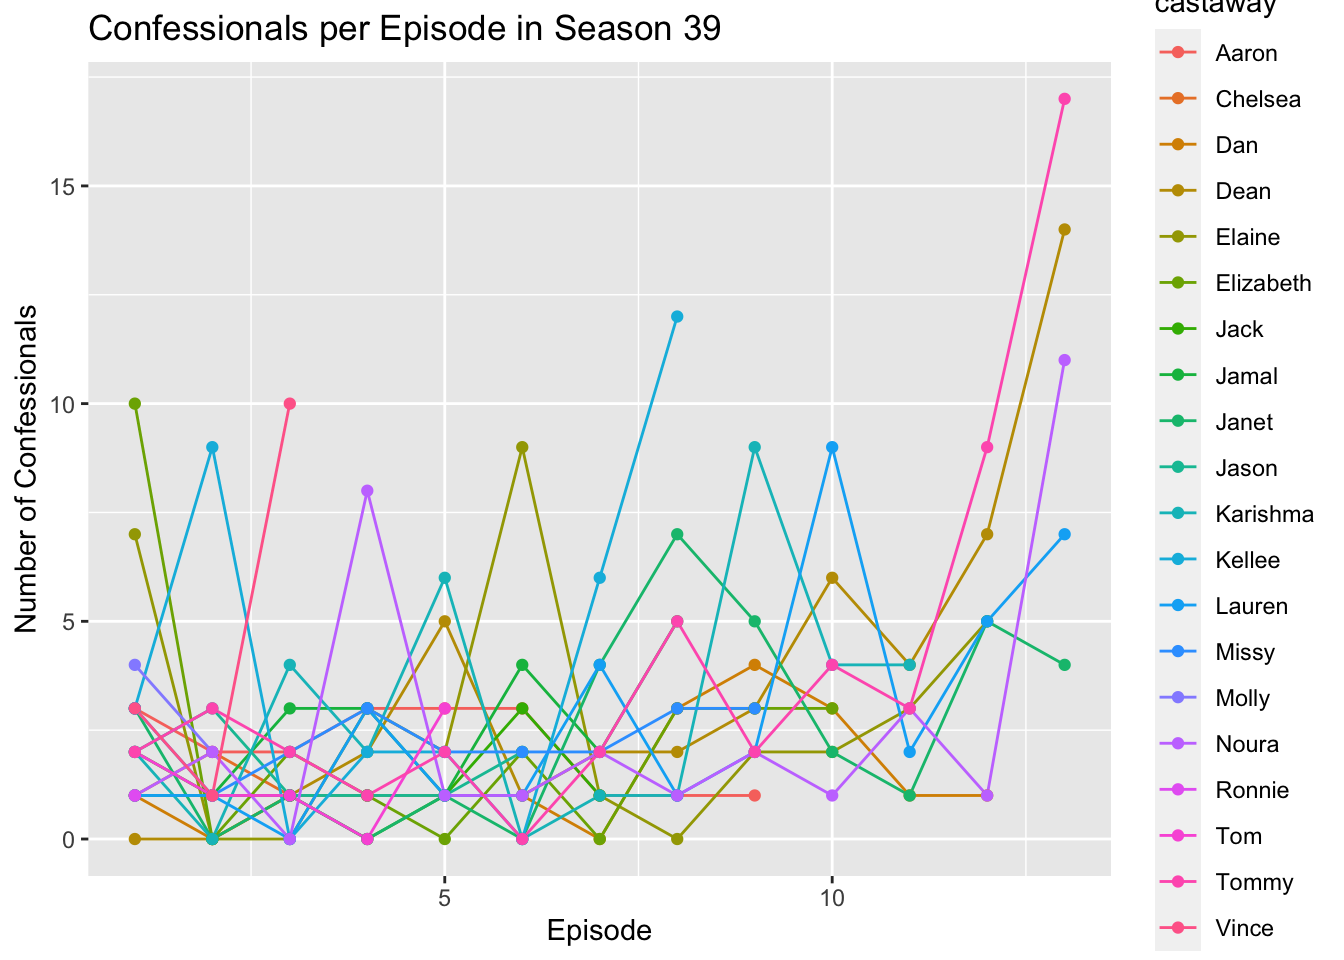 Confessionals per Episode in Season 39
castaway
Aaron
Chelsea
Dan
Dean
Elaine
Elizabeth
Jack
Jamal
Janet
Jason
Karishma
Kellee
Lauren
Missy
Molly
Noura
Ronnie
Tom
Tommy
Vince
Number of Confessionals
15
10
5
0
5
10
Episode